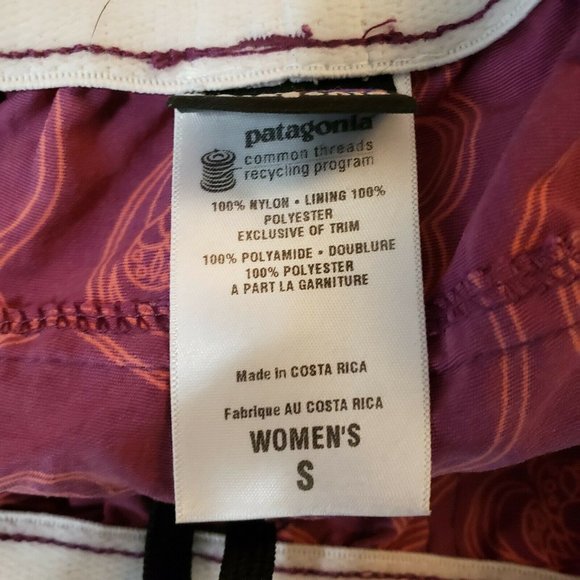 patagonia
common threads
recycling program
100% NYLON • LINING 100%
POLYESTER
EXCLUSIVE OF TRIM
100% POLYAMIDE • DOUBLURE
100% POLYESTER
A PART LA GARNITURE
Made in COSTA RICA
Fabrique AU COSTA RICA
WOMEN'S
S